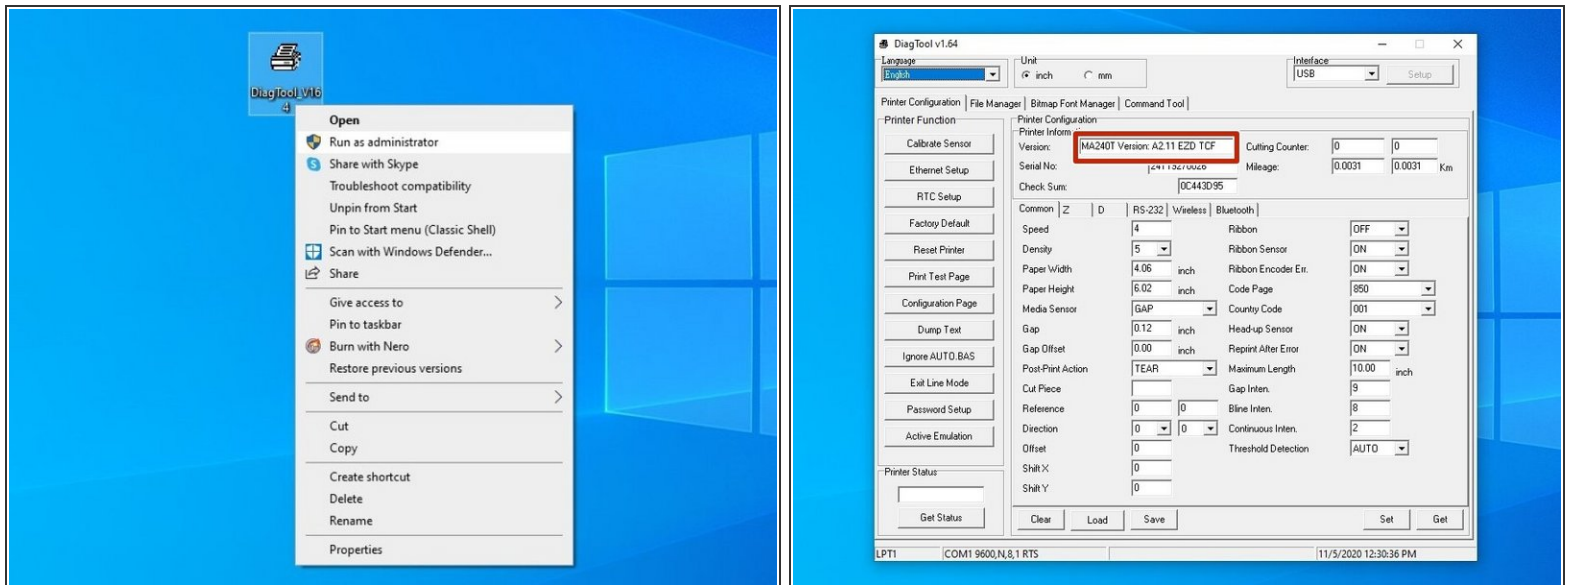 DiagTool_V16
4
Open
Run as administrator
Share with Skype
Troubleshoot compatibility
Unpin from Start
Pin to Start menu (Classic Shell)
Scan with Windows Defender...
Share
Give access to
Pin to taskbar
Burn with Nero
Restore previous versions
Send to
Cut
Copy
Create shortcut
Delete
Rename
Properties
DiagTool v1.64
Language
English
Unit
inch mm
Interface
USB
Setup
Printer Configuration File Manager Bitmap Font Manager Command Tool
Printer Function
Calibrate Sensor
Ethernet Setup
RTC Setup
Factory Default
Reset Printer
Print Test Page
Configuration Page
Dump Text
Ignore AUTO.BAS
Exit Line Mode
Password Setup
Active Emulation
Printer Status
Get Status
Printer Configuration
Printer Information
Version: MA240T Version: A2.11 EZD TCF Cutting Counter: 0 0
Serial No: 24119270026 Mileage: 0.0031 0.0031 Km
Check Sum: 0C443D95
Common Z D RS-232 Wireless Bluetooth
Speed 4 Ribbon OFF
Density 5 Ribbon Sensor ON
Paper Width 4.06 inch Ribbon Encoder Err. ON
Paper Height 6.02 inch Code Page 850
Media Sensor GAP Country Code 001
Gap 0.12 inch Head-up Sensor ON
Gap Offset 0.00 inch Reprint After Error ON
Post-Print Action TEAR Maximum Length 10.00 inch
Cut Piece Gap Inten. 9
Reference 0 0 Bline Inten. 8
Direction 0 0 Continuous Inten. 2
Offset 0 Threshold Detection AUTO
Shift X 0
Shift Y 0
Clear Load Save Set Get
LPT1 COM1 9600,N,8,1 RTS 11/5/2020 12:30:36 PM